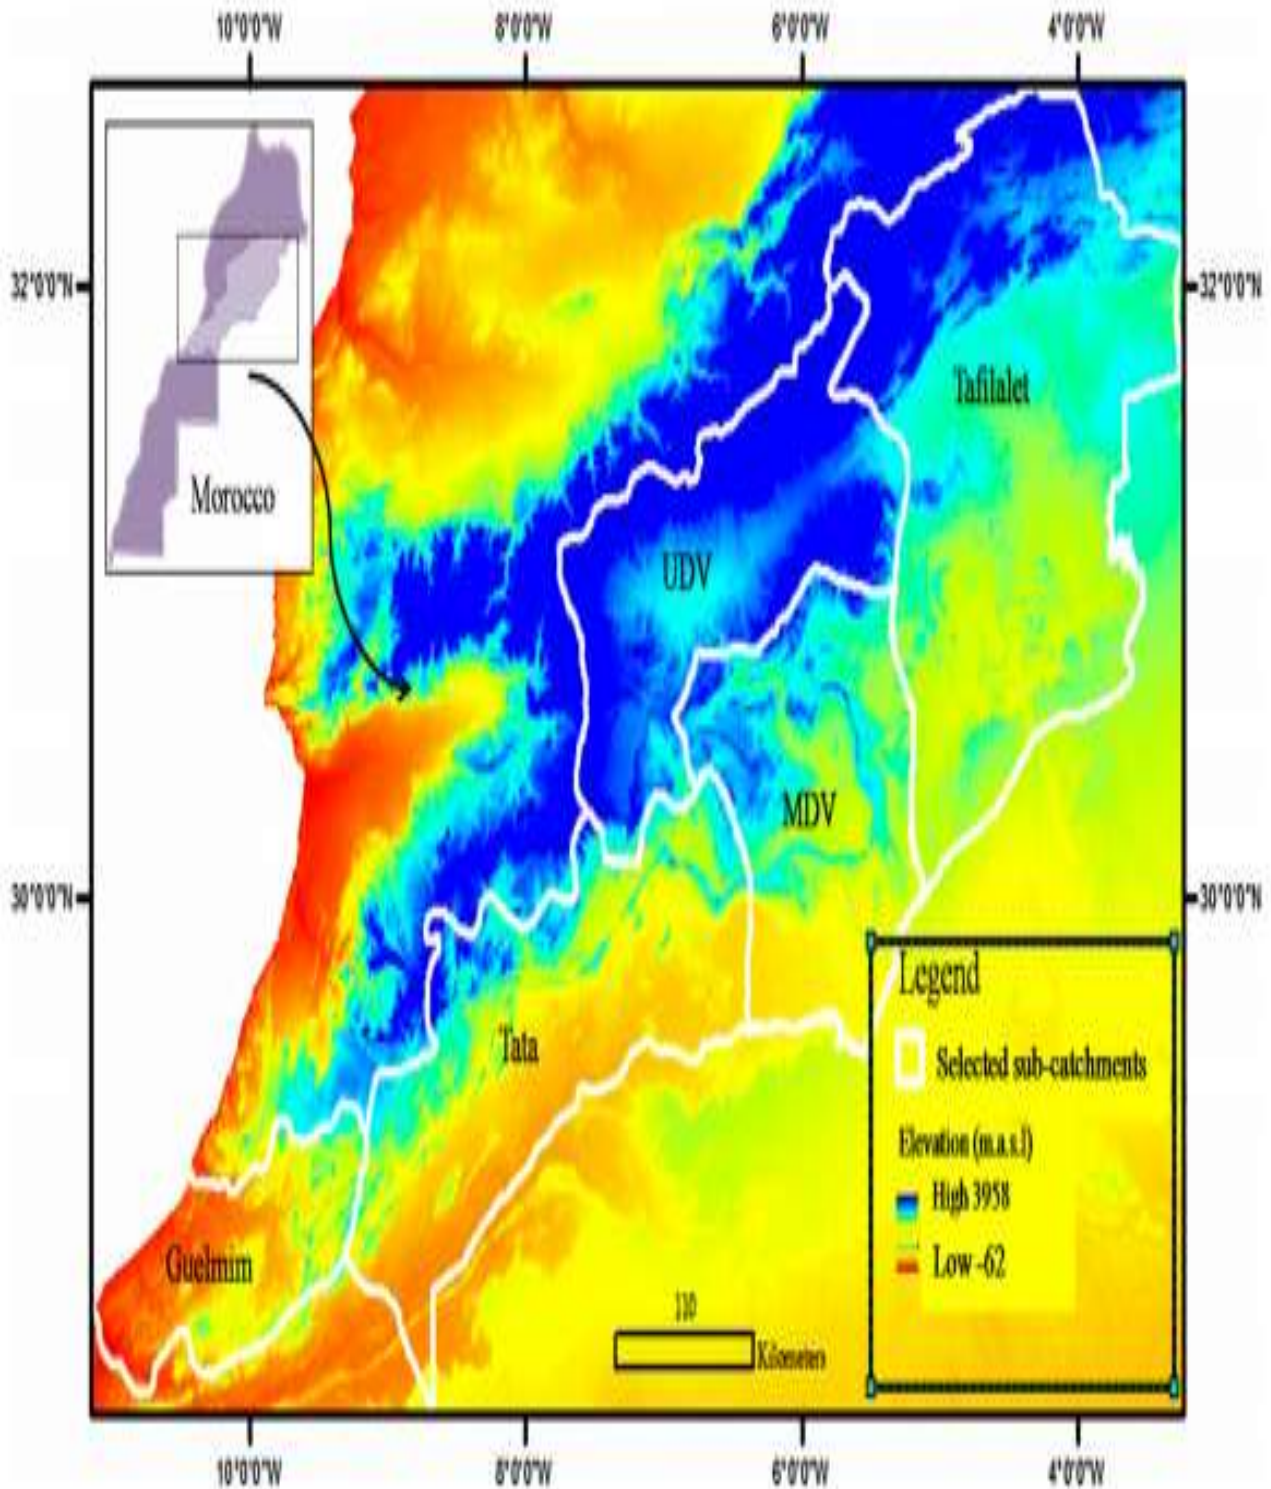 10°0'0"W 8°0'0"W 6°0'0"W 4°0'0"W
32°0'0"N 32°0'0"N
Tafilalet
Morocco
UDV
MDV
30°0'0"N 30°0'0"N
Legend
Selected sub-catchments
Elevation (m.a.s.l)
High 3958
Low -62
Tata
Guelmim
110
Kilometers
10°0'0"W 8°0'0"W 6°0'0"W 4°0'0"W